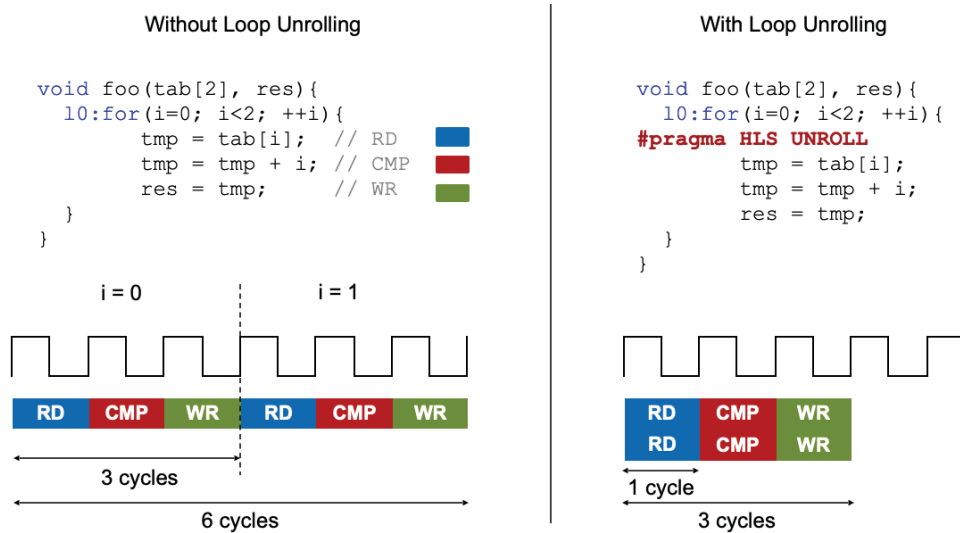 Without Loop Unrolling
void foo(tab[2], res){
l0:for(i=0; i<2; ++i){
tmp = tab[i]; // RD
tmp = tmp + i; // CMP
res = tmp; // WR
}
}
i = 0 i = 1
RD CMP WR RD CMP WR
3 cycles
6 cycles
With Loop Unrolling
void foo(tab[2], res){
l0:for(i=0; i<2; ++i){
#pragma HLS UNROLL
tmp = tab[i];
tmp = tmp + i;
res = tmp;
}
}
RD CMP WR
RD CMP WR
1 cycle
3 cycles